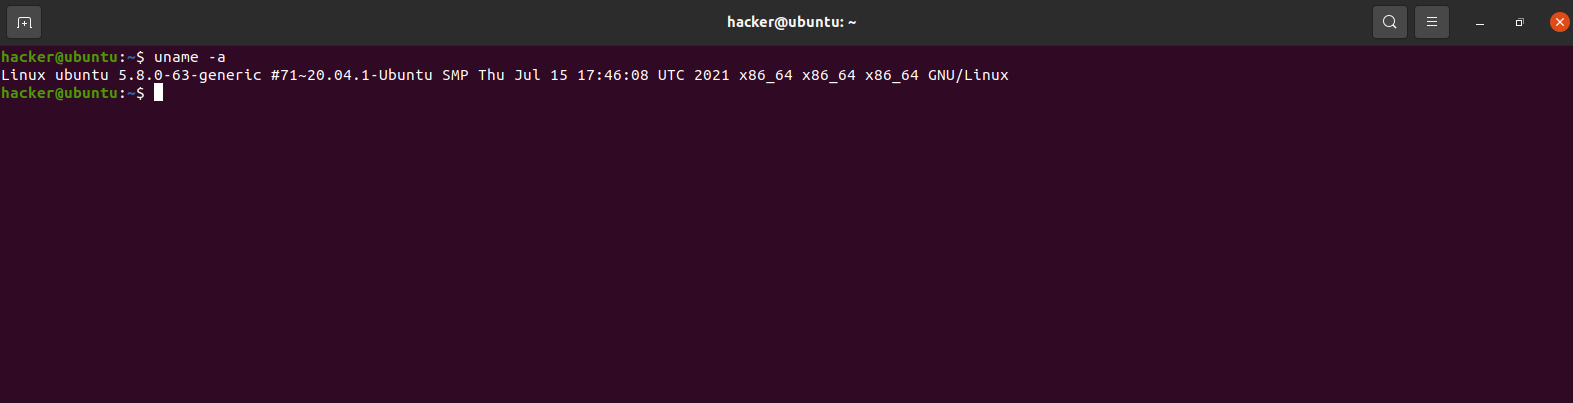 hacker@ubuntu: ~
hacker@ubuntu:~$ uname -a
Linux ubuntu 5.8.0-63-generic #71~20.04.1-Ubuntu SMP Thu Jul 15 17:46:08 UTC 2021 x86_64 x86_64 x86_64 GNU/Linux
hacker@ubuntu:~$